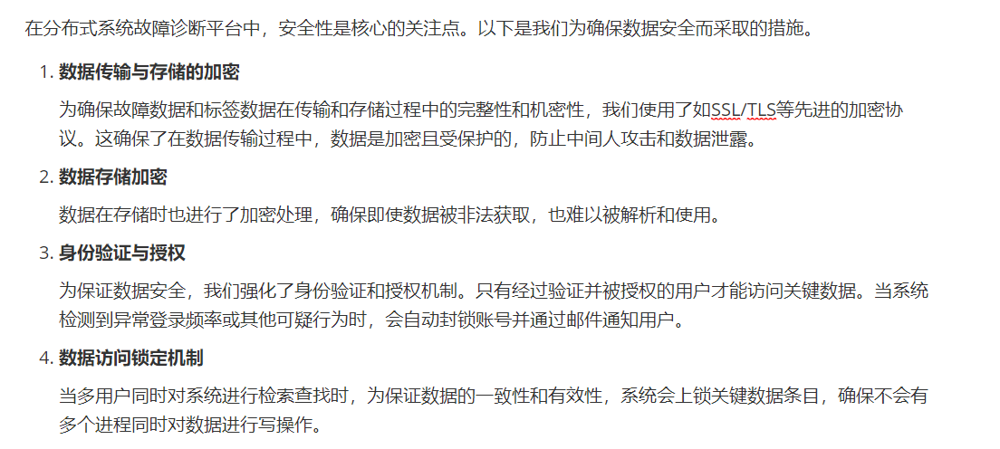 在分布式系统故障诊断平台中，安全性是核心的关注点。以下是我们为确保数据安全而采取的措施。
1. 数据传输与存储的加密
为确保故障数据和标签数据在传输和存储过程中的完整性和机密性，我们使用了如SSL/TLS等先进的加密协
议。这确保了在数据传输过程中，数据是加密且受保护的，防止中间人攻击和数据泄露。
2. 数据存储加密
数据在存储时也进行了加密处理，确保即使数据被非法获取，也难以被解析和使用。
3. 身份验证与授权
为保证数据安全，我们强化了身份验证和授权机制。只有经过验证并被授权的用户才能访问关键数据。当系统
检测到异常登录频率或其他可疑行为时，会自动封锁账号并通过邮件通知用户。
4. 数据访问锁定机制
当多用户同时对系统进行检索查找时，为保证数据的一致性和有效性，系统会上锁关键数据条目，确保不会有
多个进程同时对数据进行写操作。